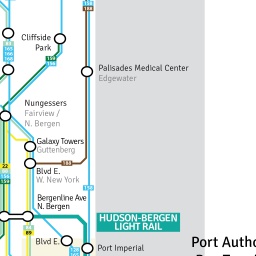 Cliffside
Park
Palisades Medical Center
Edgewater
Nungessers
Fairview /
N. Bergen
Galaxy Towers
Guttenberg
Blvd E.
W. New York
Bergenline Ave
N. Bergen
HUDSON-BERGEN
LIGHT RAIL
Blvd E.
Port Imperial
Port Autho